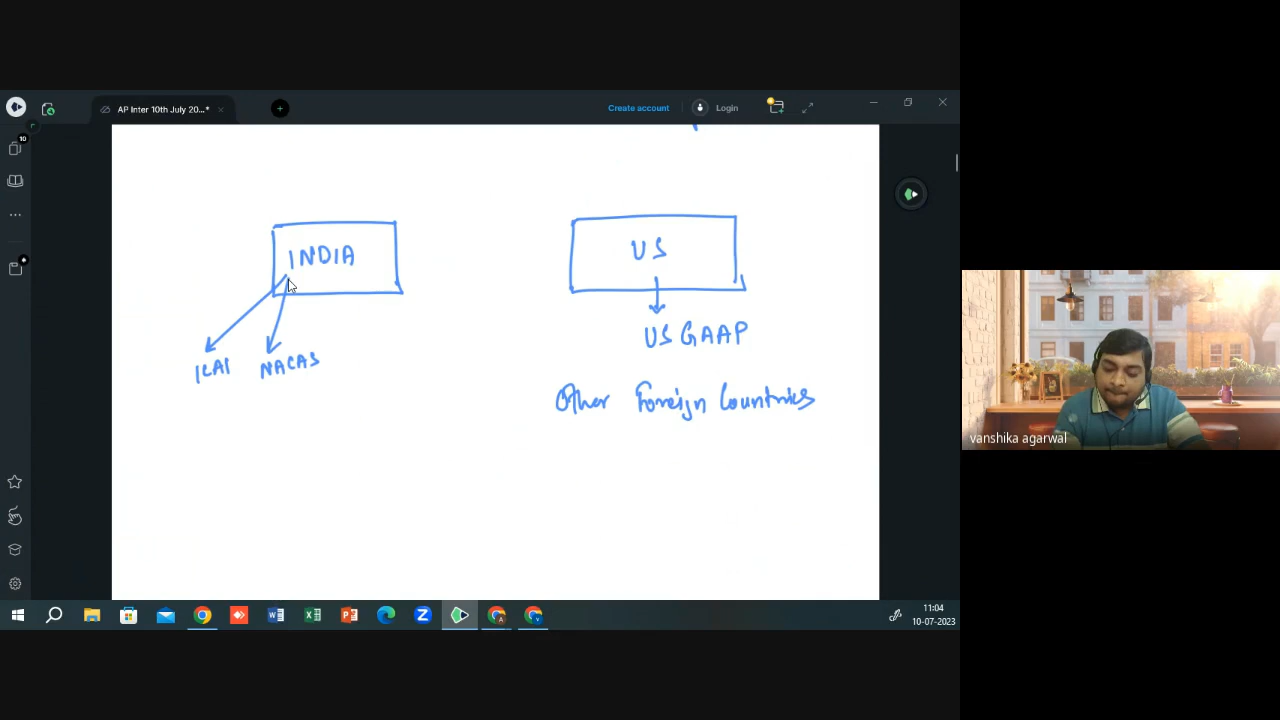 AP Inter 10th July 20...*
Create account
Login
10
INDIA
US
US GAAP
ICAI
NACAS
Other Foreign Countries
vanshika agarwal
11:04
10-07-2023